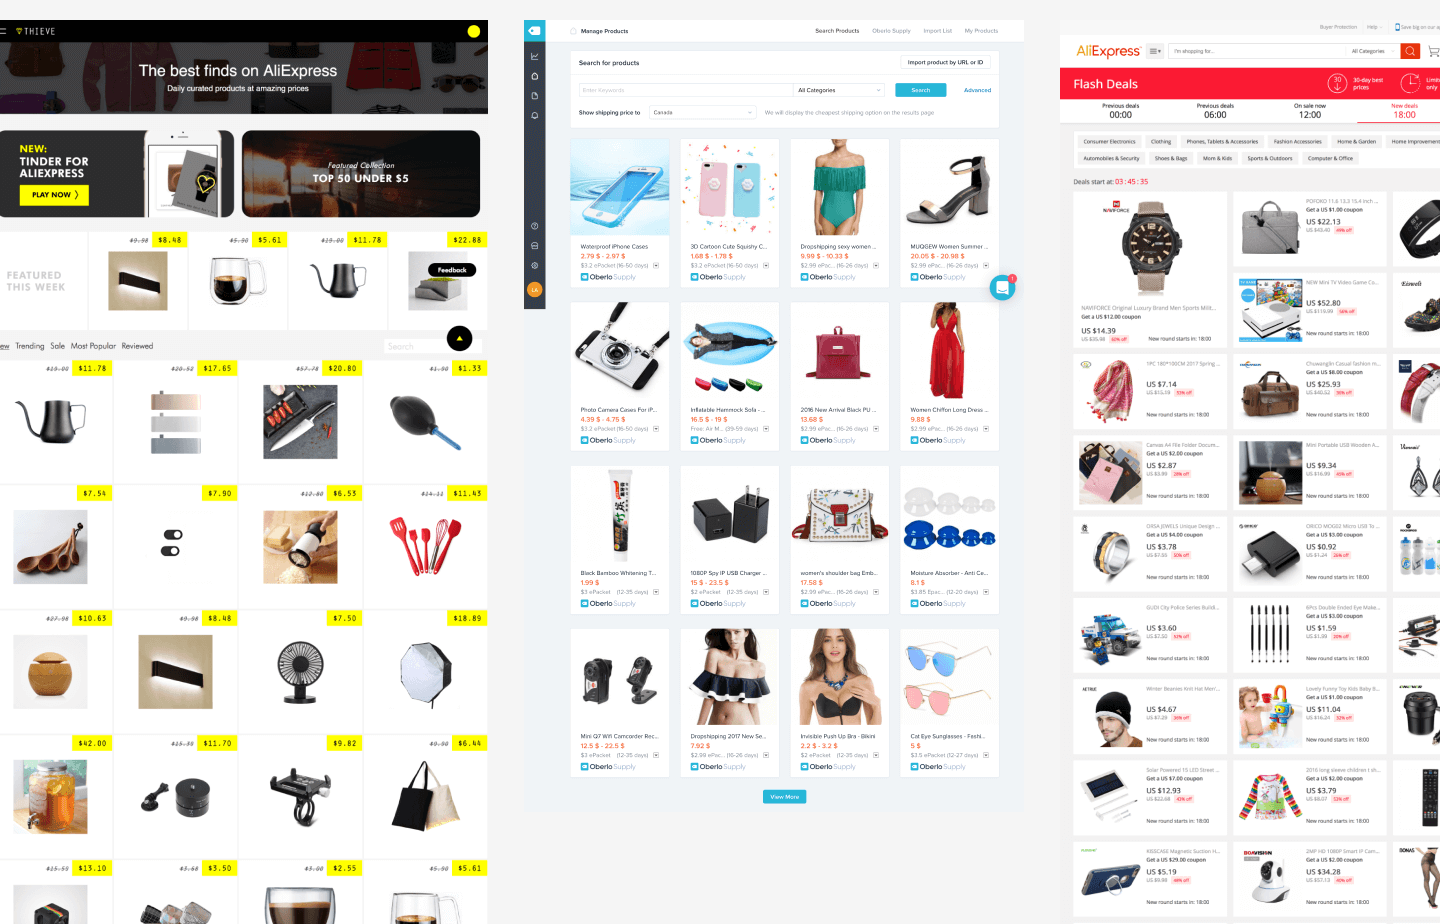 THIEVE
The best finds on AliExpress
Daily curated products at amazing prices
NEW:
TINDER FOR
ALIEXPRESS
PLAY NOW
Featured Collection
TOP 50 UNDER $5
FEATURED
THIS WEEK
$9.98 $8.48
$5.90 $5.61
$19.00 $11.78
$22.88
Feedback
ew Trending Sale Most Popular Reviewed
Search
$19.00 $11.78
$20.52 $17.65
$57.78 $20.80
$1.90 $1.33
$7.54
$7.90
$12.80 $6.53
$14.11 $11.43
$27.98 $10.63
$9.98 $8.48
$7.50
$18.89
$42.00
$15.39 $11.70
$9.82
$9.90 $6.44
$15.55 $13.10
$3.68 $3.50
$3.00 $2.55
$5.90 $5.61
Manage Products
Search Products Oberlo Supply Import List My Products
Search for products
Import product by URL or ID
Enter Keywords
All Categories
Search
Advanced
Show shipping price to
Canada
We will display the cheapest shipping option on the results page
LA
1
Waterproof iPhone Cases
2.79 $ - 2.97 $
$3.2 ePacket (16-50 days)
Oberlo Supply
3D Cartoon Cute Squishy C...
1.68 $ - 1.78 $
$3.2 ePacket (16-50 days)
Oberlo Supply
Dropshipping sexy women ...
9.99 $ - 10.33 $
$2.99 ePac... (16-26 days)
Oberlo Supply
MUQGEW Women Summer ...
20.05 $ - 20.98 $
$2.99 ePac... (16-26 days)
Oberlo Supply
Photo Camera Cases For iP...
4.39 $ - 4.75 $
$3.2 ePacket (16-50 days)
Oberlo Supply
Inflatable Hammock Sofa - ...
16.5 $ - 19 $
Free: Air M... (39-59 days)
Oberlo Supply
2016 New Arrival Black PU ...
13.68 $
$2.99 ePac... (16-26 days)
Oberlo Supply
Women Chiffon Long Dress ...
9.88 $
$2.99 ePac... (16-26 days)
Oberlo Supply
Black Bamboo Whitening T...
1.99 $
$3 ePacket (12-35 days)
Oberlo Supply
1080P Spy IP USB Charger ...
15 $ - 23.5 $
$2 ePacket (12-35 days)
Oberlo Supply
women's shoulder bag Emb...
17.58 $
$2.99 ePac... (16-26 days)
Oberlo Supply
Moisture Absorber - Anti Ce...
8.1 $
$3.85 Epac... (12-20 days)
Oberlo Supply
Mini Q7 Wifi Camcorder Rec...
12.5 $ - 22.5 $
$3 ePacket (12-35 days)
Oberlo Supply
Dropshipping 2017 New Se...
7.92 $
$2.99 ePac... (16-26 days)
Oberlo Supply
Invisible Push Up Bra - Bikini
2.2 $ - 3.2 $
$2 ePacket (12-35 days)
Oberlo Supply
Cat Eye Sunglasses - Fashi...
5 $
$3.5 ePacket (12-27 days)
Oberlo Supply
View More
Buyer Protection Help Save big on our ap
AliExpress
I'm shopping for...
All Categories
Flash Deals
30
30-day best
prices
Limit
only
Previous deals
00:00
Previous deals
06:00
On sale now
12:00
New deals
18:00
Consumer Electronics Clothing Phones, Tablets & Accessories Fashion Accessories Home & Garden Home Improvement
Automobiles & Security Shoes & Bags Mom & Kids Sports & Outdoors Computer & Office
Deals start at: 03 : 45 : 35
NAVIFORCE
NAVIFORCE Original Luxury Brand Men Sports Milit...
Get a US $12.00 coupon
US $14.39
US $35.98 60% off
New round starts in: 18:00
POFOKO 11.6 13.3 15.4 inch ...
Get a US $1.00 coupon
US $22.13
US $43.40 49% off
NEW Mini TV Video Game Co...
US $52.80
US $119.99 56% off
New round starts in: 18:00
1PC 180*100CM 2017 Spring ...
US $7.14
US $15.19 53% off
New round starts in: 18:00
Chuwanglin Casual fashion m...
Get a US $8.00 coupon
US $25.93
US $40.52 36% off
New round starts in: 18:00
Canvas A4 File Folder Docum...
Get a US $2.00 coupon
US $2.87
US $3.99 28% off
New round starts in: 18:00
Mini Portable USB Wooden A...
US $9.34
US $16.99 45% off
New round starts in: 18:00
ORSA JEWELS Unique Design ...
Get a US $4.00 coupon
US $3.78
US $7.55 50% off
New round starts in: 18:00
ORICO MOG02 Micro USB To ...
Get a US $3.00 coupon
US $0.92
US $1.24 26% off
New round starts in: 18:00
GUDI City Police Series Buildi...
US $3.60
US $7.50 52% off
New round starts in: 18:00
6Pcs Double Ended Eye Make...
Get a US $3.00 coupon
US $1.59
US $1.99 20% off
New round starts in: 18:00
AETRUE
Winter Beanies Knit Hat Men'...
US $4.67
US $7.29 36% off
New round starts in: 18:00
Lovely Funny Toy Kids Baby B...
Get a US $1.00 coupon
US $11.04
US $16.24 32% off
New round starts in: 18:00
Solar Powered 15 LED Street ...
Get a US $7.00 coupon
US $12.93
US $22.68 43% off
New round starts in: 18:00
2016 long sleeve children t sh...
Get a US $2.00 coupon
US $3.79
US $8.07 53% off
New round starts in: 18:00
KISSCASE Magnetic Suction H...
Get a US $29.00 coupon
US $5.19
US $9.98 48% off
New round starts in: 18:00
BOAVISION
2MP HD 1080P Smart IP Cam...
Get a US $2.00 coupon
US $34.28
US $57.13 40% off
New round starts in: 18:00
BONAS